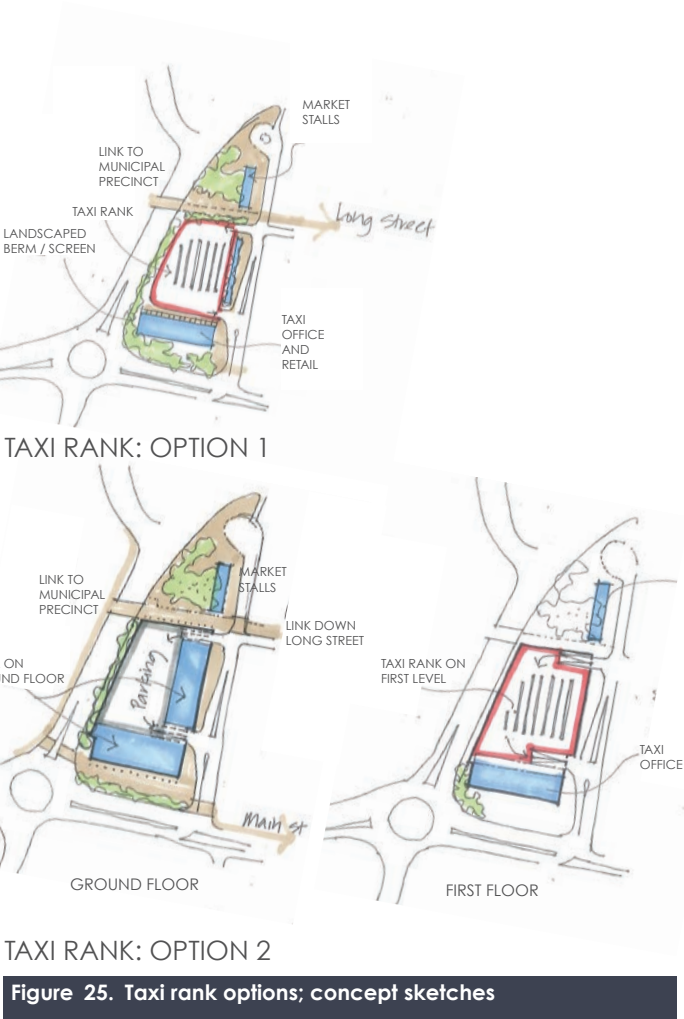 MARKET
STALLS
LINK TO
MUNICIPAL
PRECINCT
TAXI RANK
Long Street
LANDSCAPED
BERM / SCREEN
TAXI
OFFICE
AND
RETAIL
TAXI RANK: OPTION 1
MARKET
STALLS
LINK TO
MUNICIPAL
PRECINCT
LINK DOWN
LONG STREET
ON
ND FLOOR
Parking
TAXI RANK ON
FIRST LEVEL
TAXI
OFFICE
Main st
GROUND FLOOR
FIRST FLOOR
TAXI RANK: OPTION 2
Figure 25. Taxi rank options; concept sketches